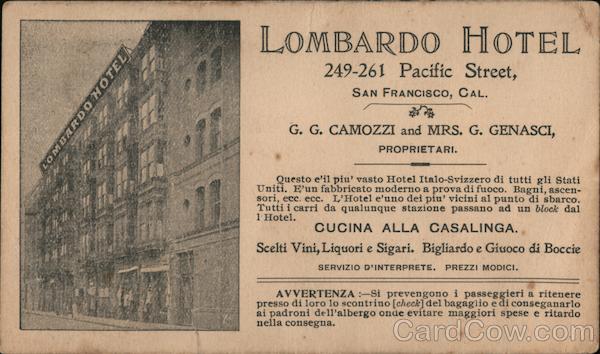 LOMBARDO HOTEL
LOMBARDO HOTEL
249-261 Pacific Street,
SAN FRANCISCO, CAL.
G. G. CAMOZZI and MRS. G. GENASCI,
PROPRIETARI.
Questo e'il piu' vasto Hotel Italo-Svizzero di tutti gli Stati
Uniti. E'un fabbricato moderno a prova di fuoco. Bagni, ascen-
sori, ecc. ecc. L'Hotel e'uno dei piu' vicini al punto di sbarco.
Tutti i carri da qualunque stazione passano ad un block dal
l'Hotel.
CUCINA ALLA CASALINGA.
Scelti Vini, Liquori e Sigari. Bigliardo e Giuoco di Boccie
SERVIZIO D'INTERPRETE. PREZZI MODICI.
AVVERTENZA :—Si prevengono i passeggieri a ritenere
presso di loro lo scontrino [check] del bagaglio e di conseganarlo
ai padroni dell'albergo onde evitare maggiori spese e ritardo
nella consegna.
CardCow.com